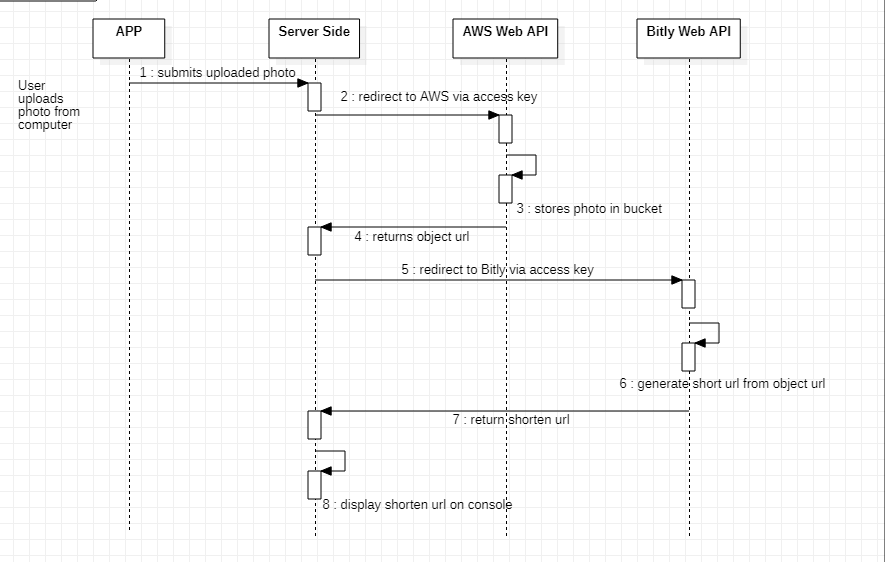 APP
Server Side
AWS Web API
Bitly Web API
1 : submits uploaded photo
User
uploads
photo from
computer
2 : redirect to AWS via access key
3 : stores photo in bucket
4 : returns object url
5 : redirect to Bitly via access key
6 : generate short url from object url
7 : return shorten url
8 : display shorten url on console